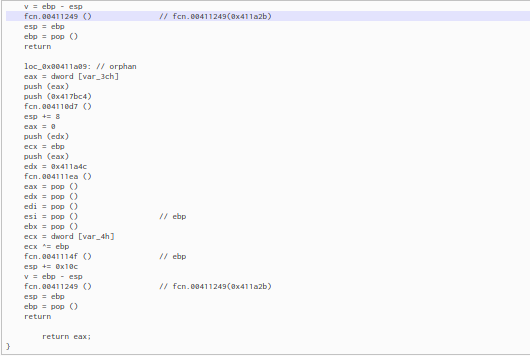 v = ebp - esp
fcn.00411249 () // fcn.00411249(0x411a2b)
esp = ebp
ebp = pop ()
return
loc_0x00411a09: // orphan
eax = dword [var_3ch]
push (eax)
push (0x417bc4)
fcn.004110d7 ()
esp += 8
eax = 0
push (edx)
ecx = ebp
push (eax)
edx = 0x411a4c
fcn.004111ea ()
eax = pop ()
edx = pop ()
edi = pop ()
esi = pop () // ebp
ebx = pop ()
ecx = dword [var_4h]
ecx ^= ebp
fcn.0041114f () // ebp
esp += 0x10c
v = ebp - esp
fcn.00411249 () // fcn.00411249(0x411a2b)
esp = ebp
ebp = pop ()
return
return eax;
}